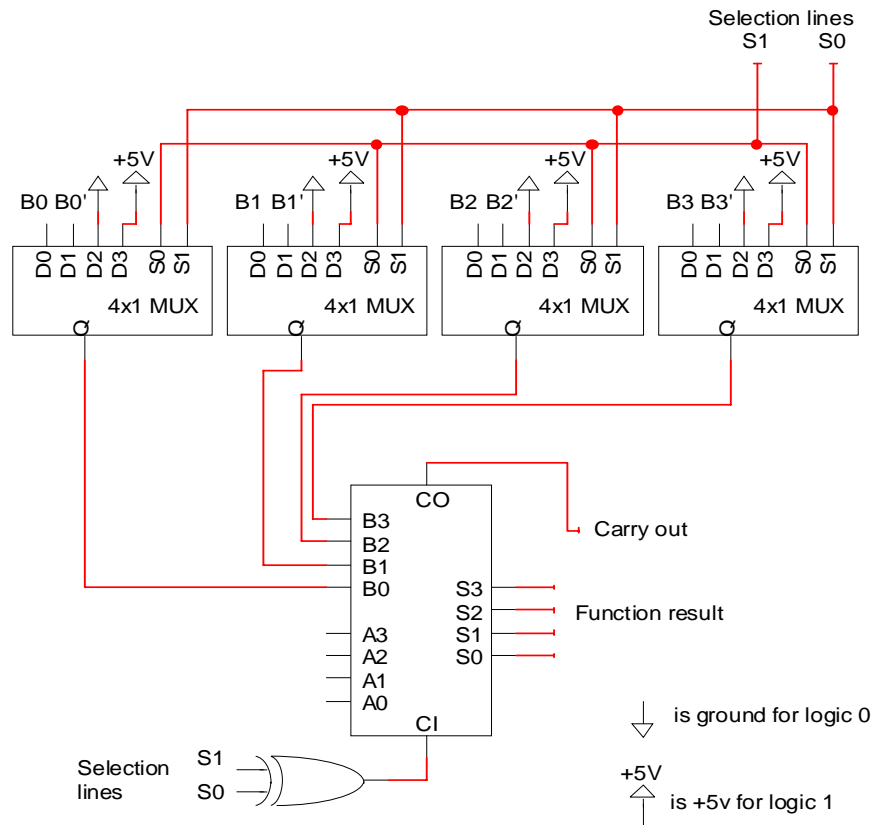 Selection lines
S1 S0
+5V +5V +5V +5V
B0 B0' B1 B1' B2 B2' B3 B3'
D0 D1 D2 D3 S0 S1 D0 D1 D2 D3 S0 S1 D0 D1 D2 D3 S0 S1 D0 D1 D2 D3 S0 S1
4x1 MUX 4x1 MUX 4x1 MUX 4x1 MUX
Q Q Q Q
CO
B3
B2
B1
B0
A3
A2
A1
A0
CI
S3
S2
S1
S0
Carry out
Function result
Selection
lines
S1
S0
is ground for logic 0
+5V
is +5v for logic 1